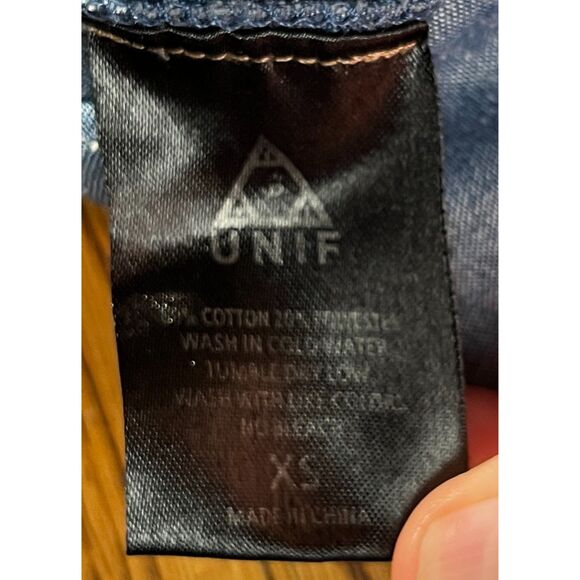 UNIF
% COTTON 20% POLYESTER
WASH IN COLD WATER
TUMBLE DRY LOW
WASH WITH LIKE COLORS
NO BLEACH
XS
MADE IN CHINA